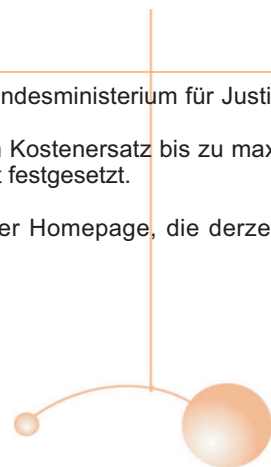 ndesministerium für Justi
Kostenersatz bis zu max
festgesetzt.
er Homepage, die derze